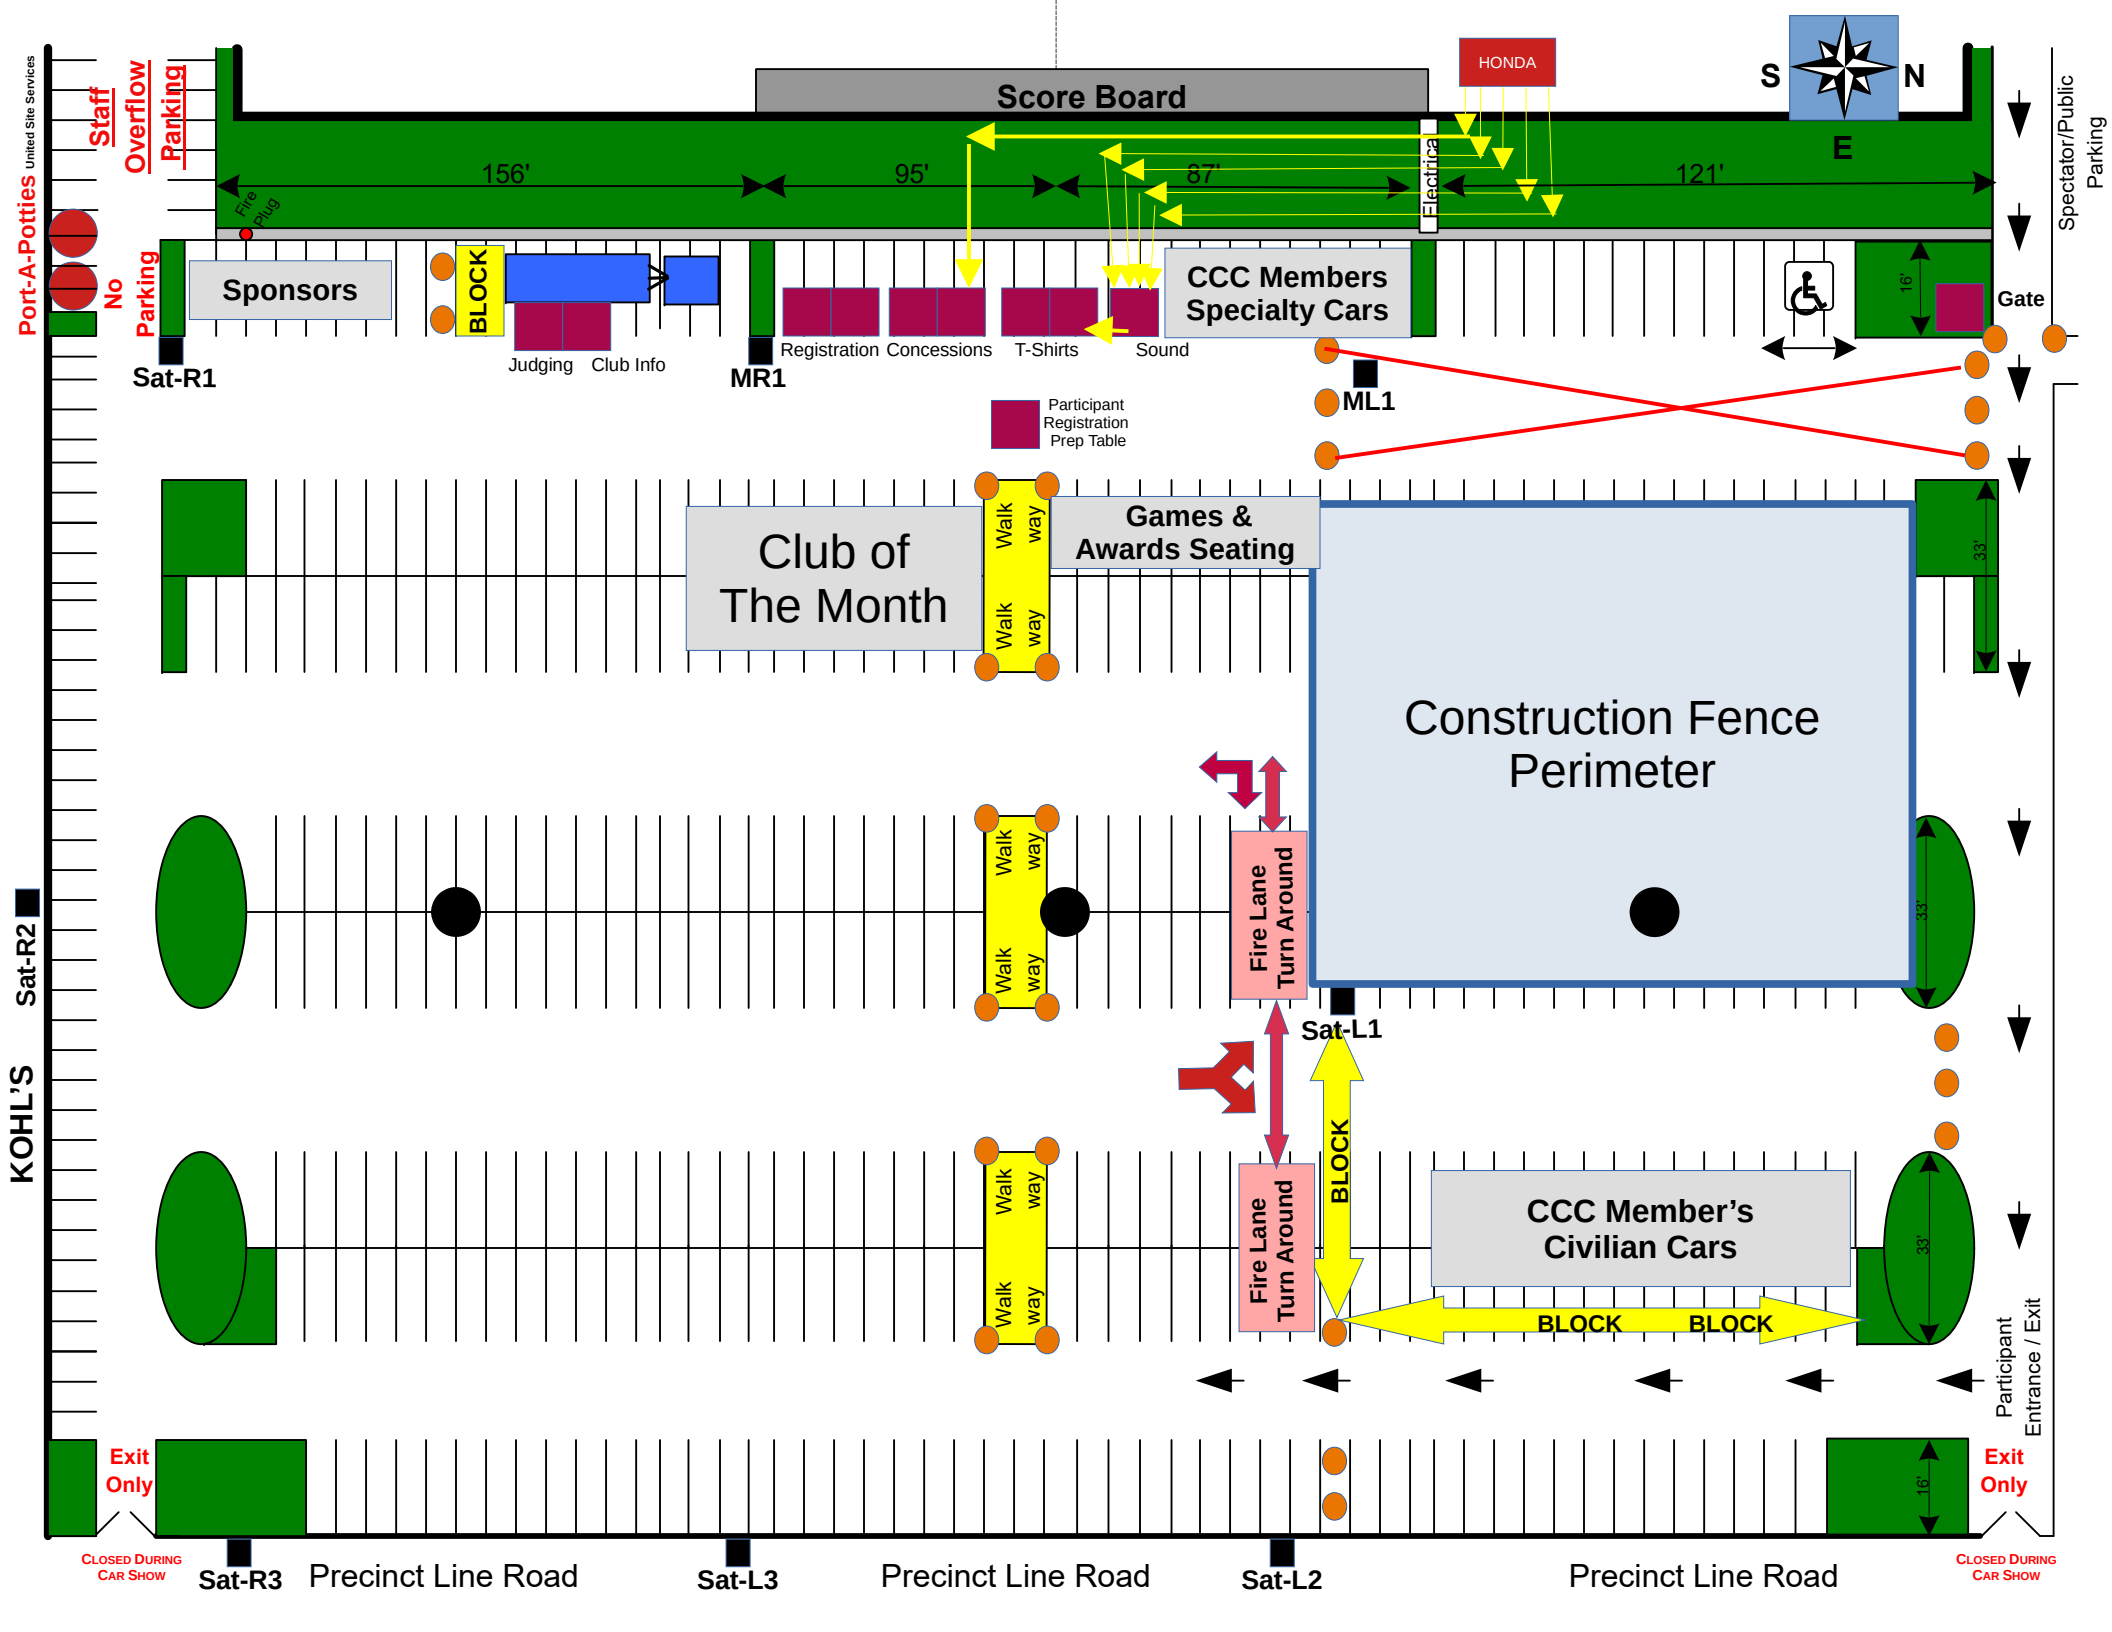 Port-A-Potties United Site Services
Staff
Overflow
Parking
Score Board
HONDA
S
N
E
Spectator/Public
Parking
156'
95'
87'
121'
Electrical
Fire
Plug
No
Parking
Sponsors
BLOCK
CCC Members
Specialty Cars
16'
Gate
Judging
Club Info
Registration
Concessions
T-Shirts
Sound
Sat-R1
MR1
ML1
Participant
Registration
Prep Table
Club of
The Month
Walk
way
Walk
way
Games &
Awards Seating
33'
Construction Fence
Perimeter
Walk
way
Walk
way
Fire Lane
Turn Around
33'
Sat-R2
Sat-L1
KOHL'S
BLOCK
Walk
way
Walk
way
Fire Lane
Turn Around
CCC Member’s
Civilian Cars
33'
BLOCK
BLOCK
Participant
Entrance / Exit
Exit
Only
16'
Exit
Only
CLOSED DURING
CAR SHOW
Sat-R3
Precinct Line Road
Sat-L3
Precinct Line Road
Sat-L2
Precinct Line Road
CLOSED DURING
CAR SHOW